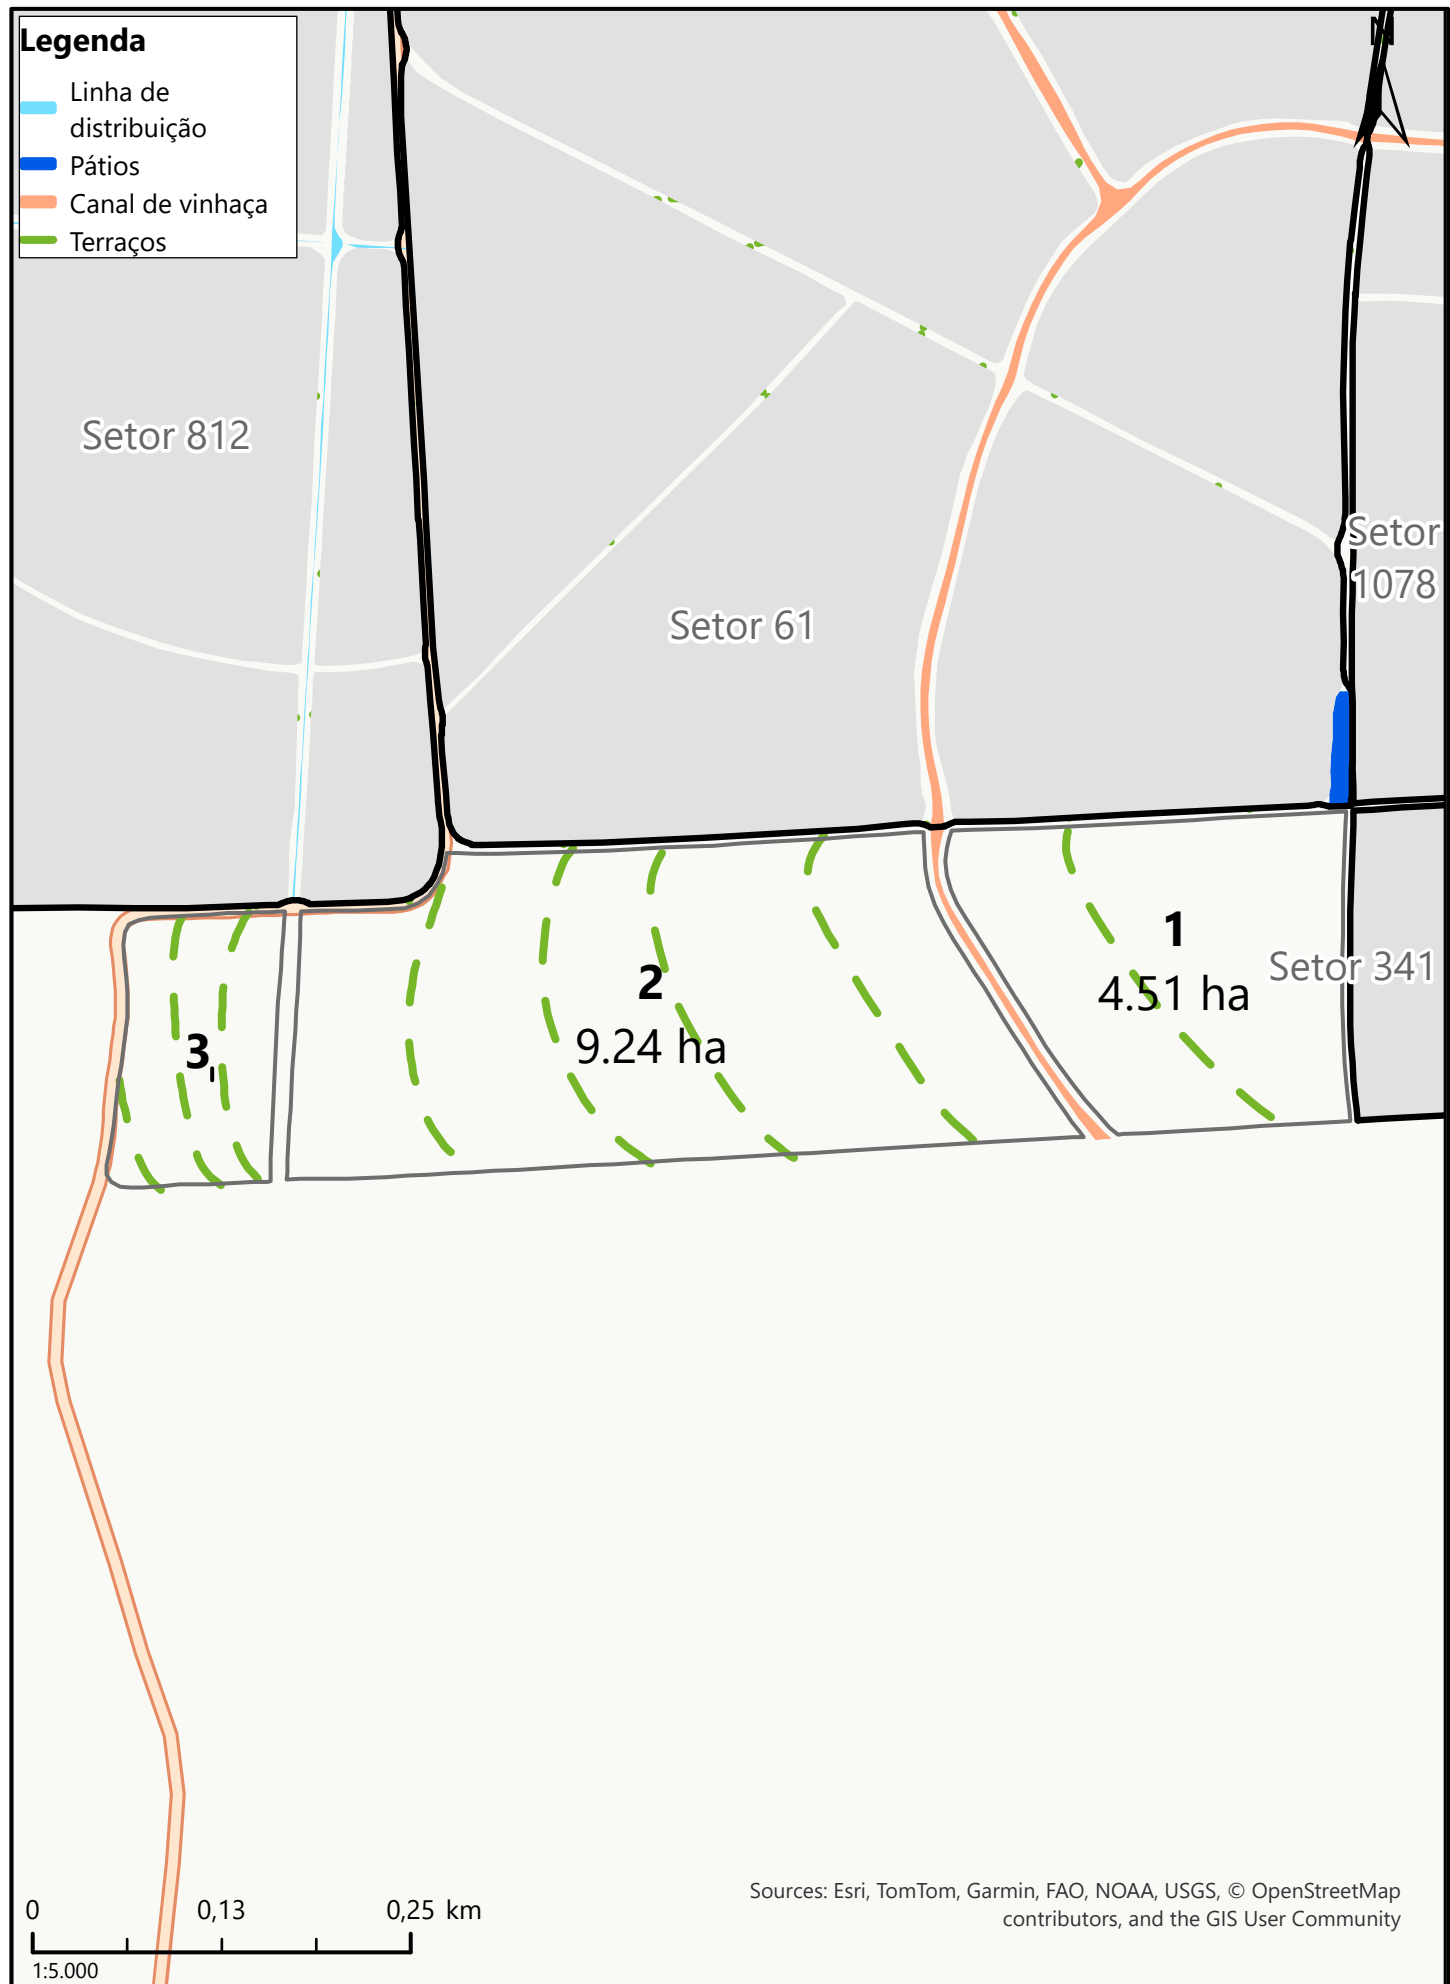 Legenda
Linha de
distribuição
Pátios
Canal de vinhaça
Terraços
N
Setor 812
Setor 61
Setor
1078
1
4.51 ha
Setor 341
2
9.24 ha
3
0 0,13 0,25 km
1:5.000
Sources: Esri, TomTom, Garmin, FAO, NOAA, USGS, © OpenStreetMap
contributors, and the GIS User Community